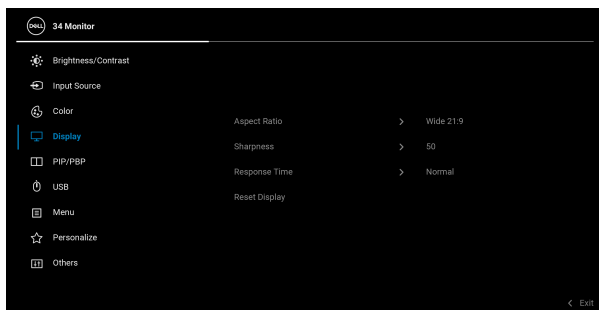 DELL 34 Monitor
Brightness/Contrast
Input Source
Color
Display
PIP/PBP
USB
Menu
Personalize
Others
Aspect Ratio > Wide 21:9
Sharpness > 50
Response Time > Normal
Reset Display
< Exit